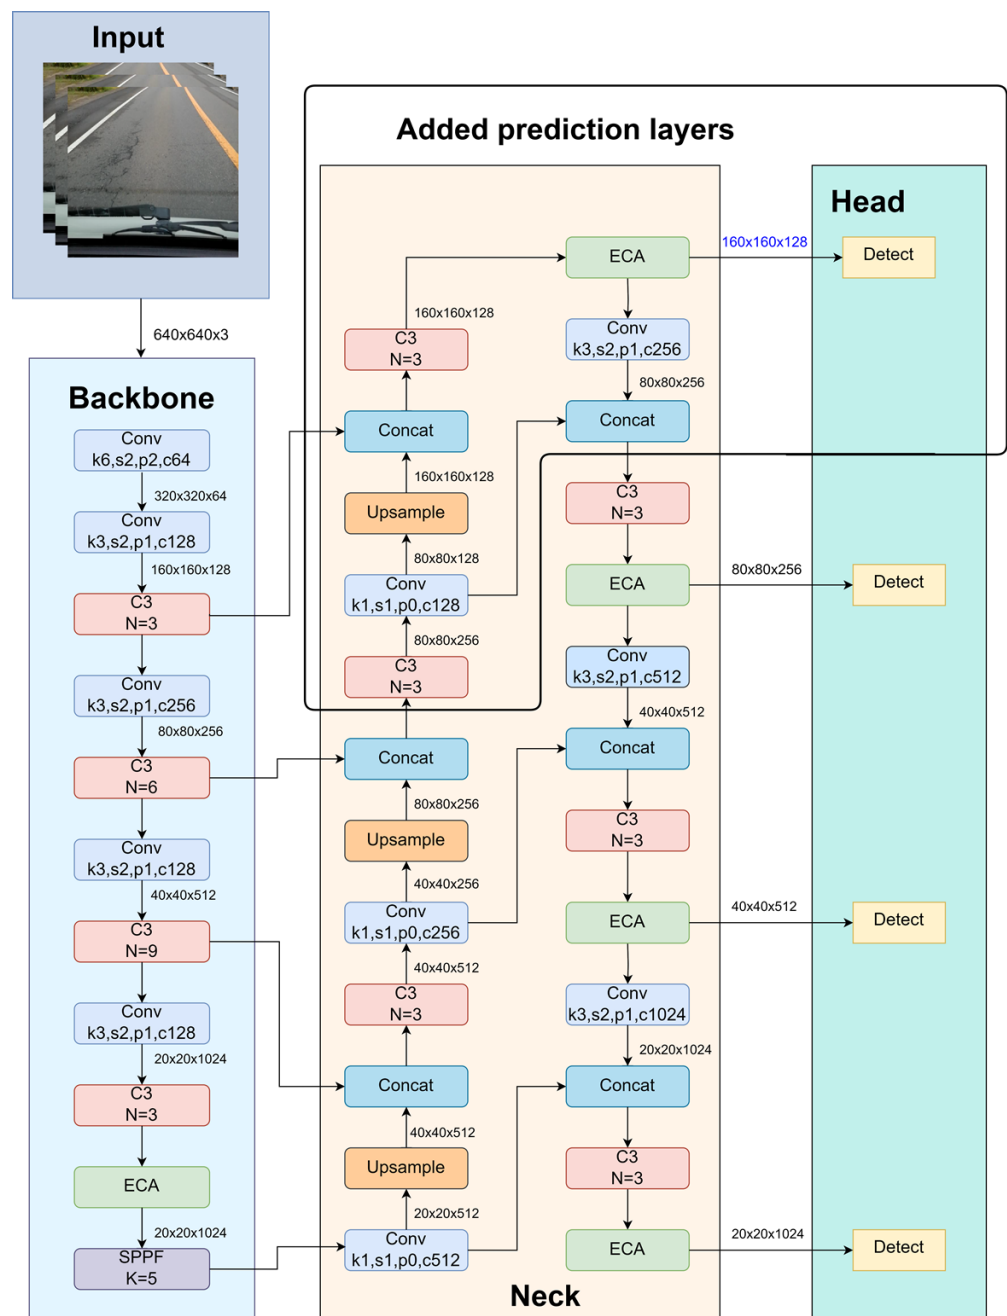 Input
640x640x3
Backbone
Conv
k6,s2,p2,c64
320x320x64
Conv
k3,s2,p1,c128
160x160x128
C3
N=3
Conv
k3,s2,p1,c256
80x80x256
C3
N=6
Conv
k3,s2,p1,c128
40x40x512
C3
N=9
Conv
k3,s2,p1,c128
20x20x1024
C3
N=3
ECA
20x20x1024
SPPF
K=5
Added prediction layers
160x160x128
C3
N=3
Concat
160x160x128
Upsample
80x80x128
Conv
k1,s1,p0,c128
80x80x256
C3
N=3
Concat
80x80x256
Upsample
40x40x256
Conv
k1,s1,p0,c256
40x40x512
C3
N=3
Concat
40x40x512
Upsample
20x20x512
Conv
k1,s1,p0,c512
ECA
Conv
k3,s2,p1,c256
80x80x256
Concat
C3
N=3
ECA
Conv
k3,s2,p1,c512
40x40x512
Concat
C3
N=3
ECA
Conv
k3,s2,p1,c1024
20x20x1024
Concat
C3
N=3
ECA
Neck
Head
160x160x128
Detect
80x80x256
Detect
40x40x512
Detect
20x20x1024
Detect